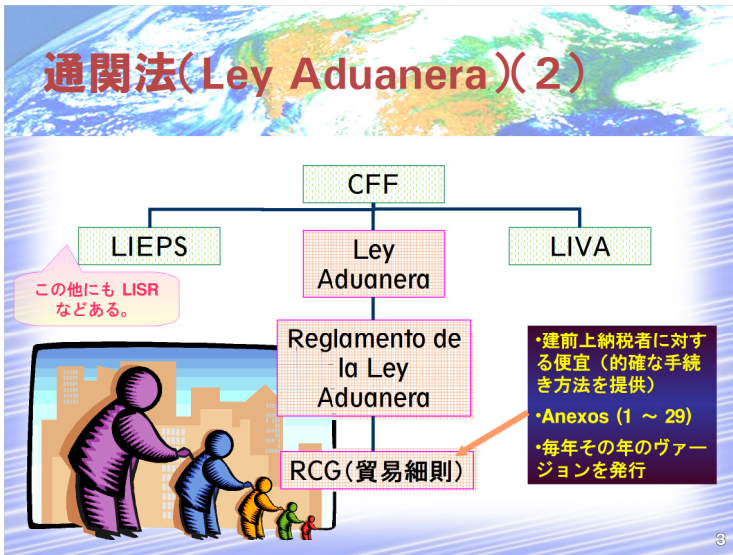 通関法(Ley Aduanera)(2)
CFF
LIEPS
Ley
Aduanera
LIVA
この他にも LISR
などある。
Reglamento de
la Ley
Aduanera
RCG(貿易細則)
•建前上納税者に対す
る便宜（的確な手続
き方法を提供）
•Anexos (1 ～ 29)
•毎年その年のヴァー
ジョンを発行
3